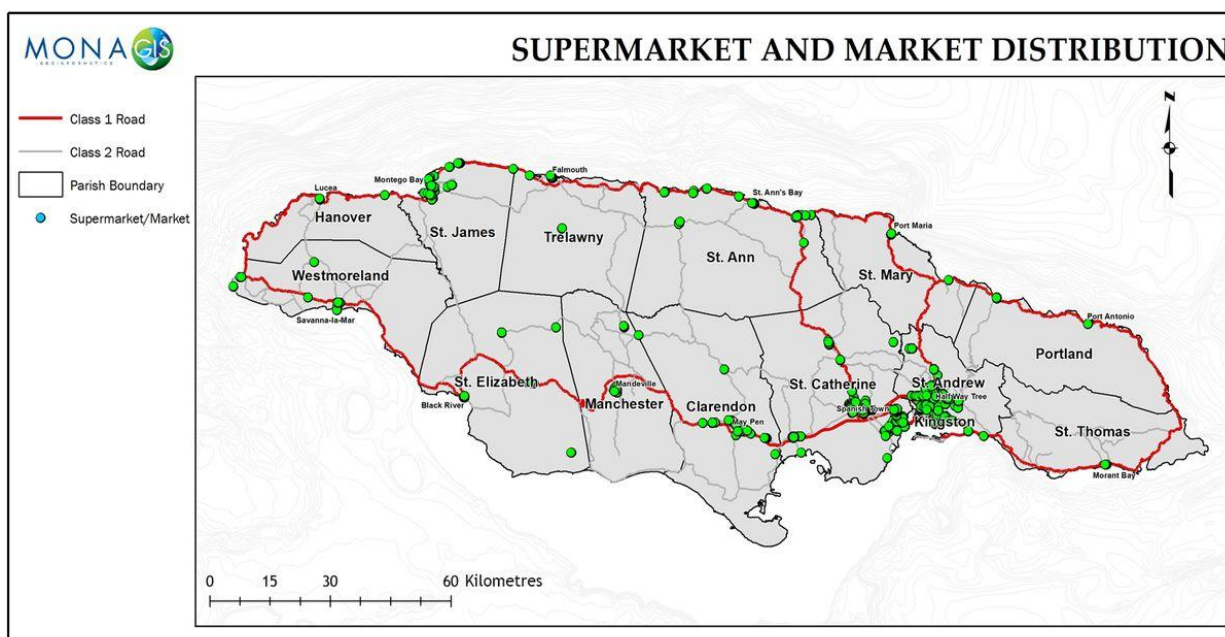 MONA GIS
GEOINFORMATICS
SUPERMARKET AND MARKET DISTRIBUTION
Class 1 Road
Class 2 Road
Parish Boundary
Supermarket/Market
Z
Lucea
Hanover
Montego Bay
St. James
Falmouth
Trelawny
St. Ann's Bay
St. Ann
Port Maria
St. Mary
Westmoreland
Savanna-la-Mar
Port Antonio
Portland
St. Elizabeth
Black River
Mandeville
Manchester
Clarendon
May Pen
St. Catherine
Spanish Town
St. Andrew
Half Way Tree
Kingston
St. Thomas
Morant Bay
0 15 30 60 Kilometres